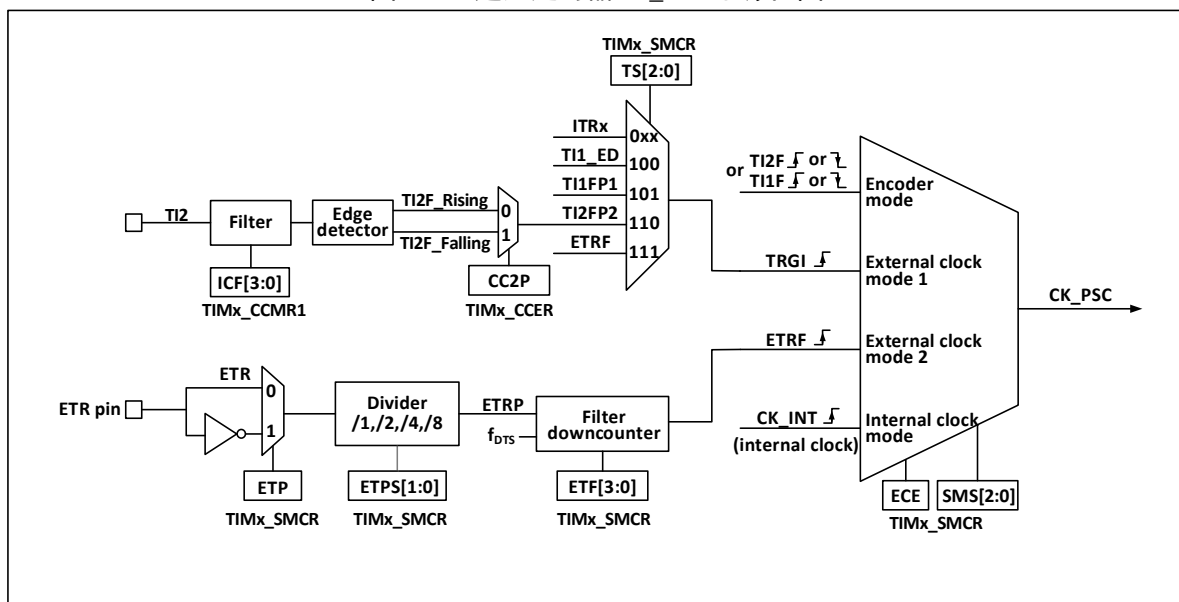 TIMx_SMCR
TS[2:0]
ITRx
0xx
TI1_ED
100
TI1FP1
101
TI2FP2
110
ETRF
111
TI2
Filter
ICF[3:0]
TIMx_CCMR1
Edge
detector
TI2F_Rising
TI2F_Falling
0
1
CC2P
TIMx_CCER
or TI2F or
TI1F or
Encoder
mode
TRGI
External clock
mode 1
ETRF
External clock
mode 2
CK_INT
(internal clock)
Internal clock
mode
CK_PSC
ECE
SMS[2:0]
TIMx_SMCR
ETR pin
ETR
0
1
ETP
TIMx_SMCR
Divider
/1,/2,/4,/8
ETPS[1:0]
TIMx_SMCR
ETRP
fDTS
Filter
downcounter
ETF[3:0]
TIMx_SMCR